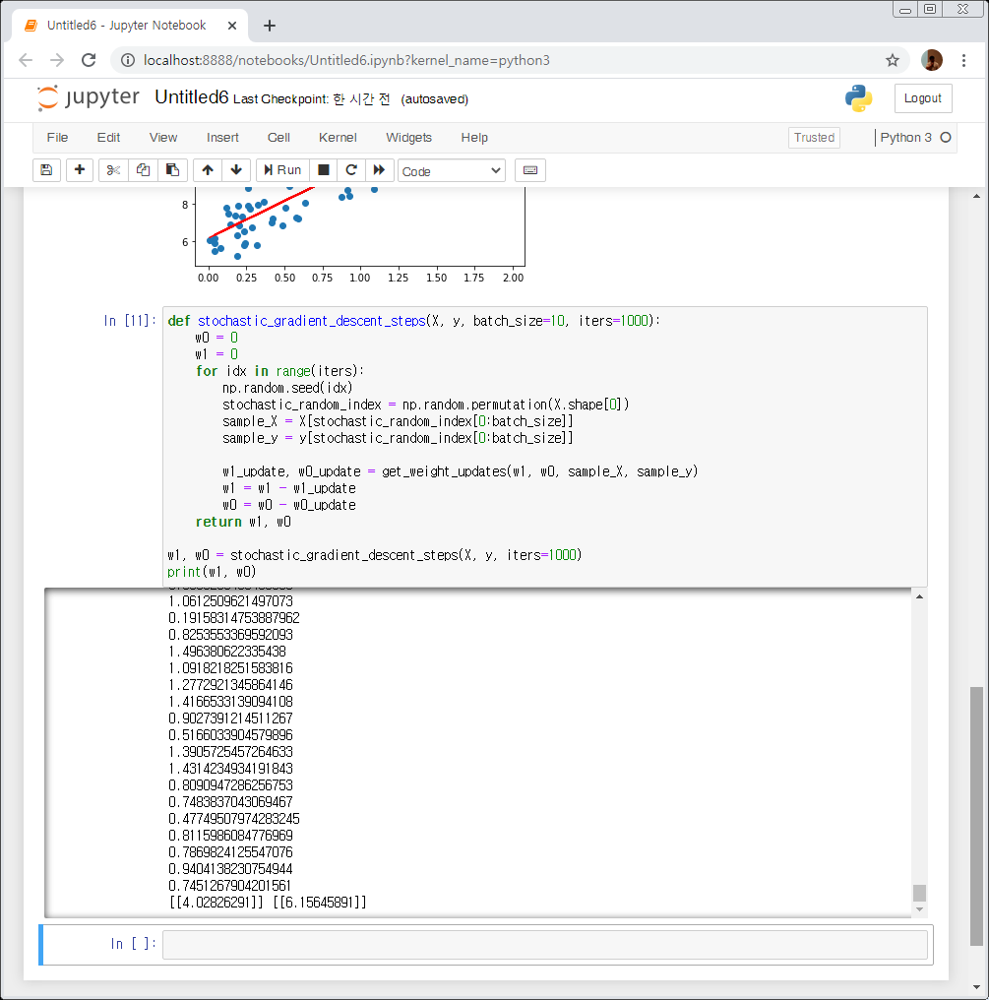 Untitled6 - Jupyter Notebook
localhost:8888/notebooks/Untitled6.ipynb?kernel_name=python3
jupyter Untitled6 Last Checkpoint: 한 시간 전 (autosaved)
Logout
File Edit View Insert Cell Kernel Widgets Help
Trusted
Python 3
Run
Code
8
6
0.00 0.25 0.50 0.75 1.00 1.25 1.50 1.75 2.00
In [11]:
def stochastic_gradient_descent_steps(X, y, batch_size=10, iters=1000):
    w0 = 0
    w1 = 0
    for idx in range(iters):
        np.random.seed(idx)
        stochastic_random_index = np.random.permutation(X.shape[0])
        sample_X = X[stochastic_random_index[0:batch_size]]
        sample_y = y[stochastic_random_index[0:batch_size]]
        w1_update, w0_update = get_weight_updates(w1, w0, sample_X, sample_y)
        w1 = w1 - w1_update
        w0 = w0 - w0_update
    return w1, w0
w1, w0 = stochastic_gradient_descent_steps(X, y, iters=1000)
print(w1, w0)
1.0612509621497073
0.19158314753887962
0.8253553369592093
1.496380622335438
1.0918218251583816
1.2772921345864146
1.4166533139094108
0.9027391214511267
0.5166033904579896
1.3905725457264633
1.4314234934191843
0.8090947286256753
0.7483837043069467
0.47749507974283245
0.8115986084776969
0.7869824125547076
0.9404138230754944
0.7451267904201561
[[4.02826291]] [[6.15645891]]
In [ ]: